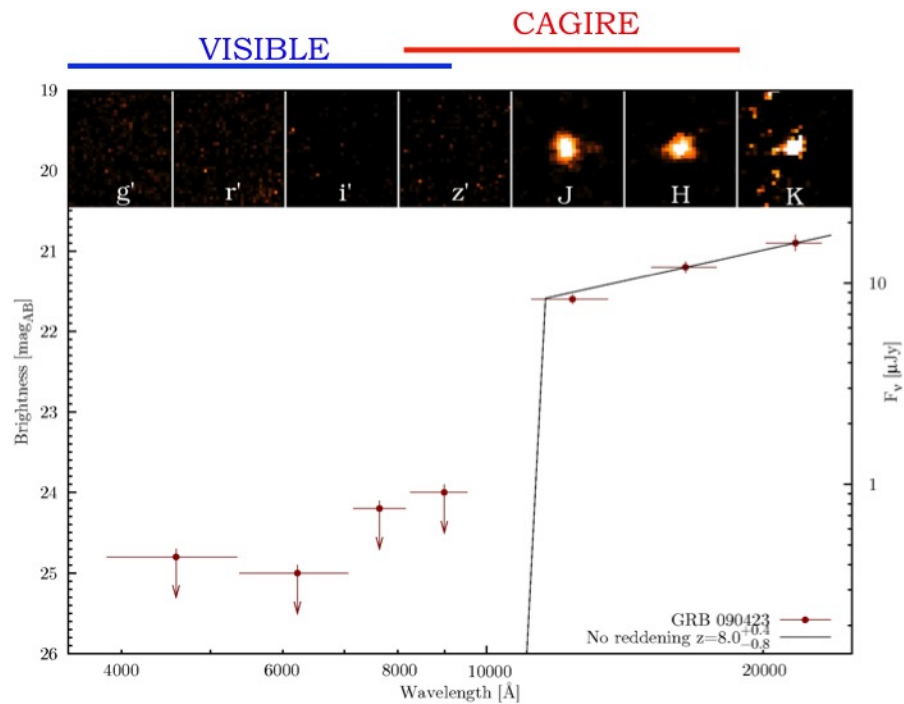 CAGIRE
VISIBLE
19
20
21
22
23
24
25
26
g' r' i' z' J H K
Brightness [mag_AB]
10
1
F_ν [μJy]
GRB 090423
No reddening z=8.0^{+0.4}_{-0.8}
4000 6000 8000 10000 20000
Wavelength [Å]